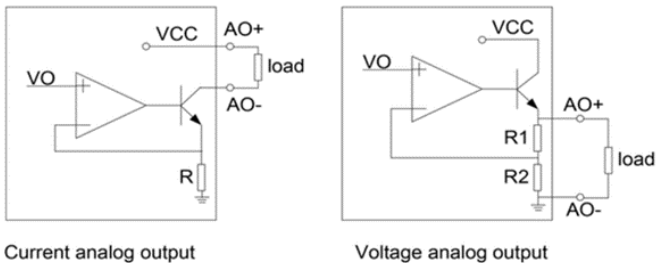 VCC
AO+
load
VO
AO-
R
Current analog output
VCC
VO
AO+
R1
load
R2
AO-
Voltage analog output